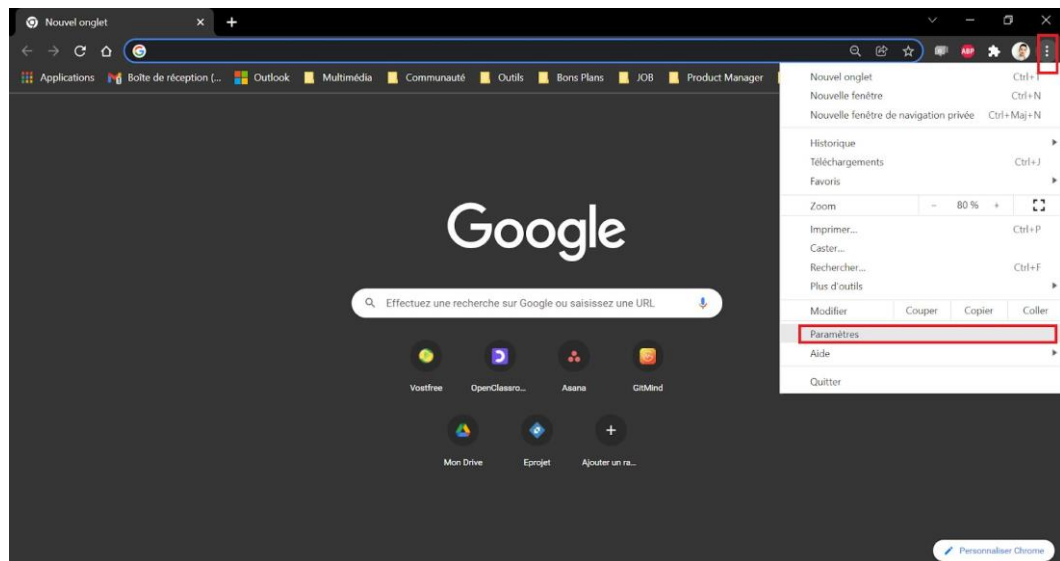 Nouvel onglet
Applications Boîte de réception (... Outlook Multimédia Communauté Outils Bons Plans JOB Product Manager
ABP
Nouvel onglet Ctrl+T
Nouvelle fenêtre Ctrl+N
Nouvelle fenêtre de navigation privée Ctrl+Maj+N
Historique
Téléchargements Ctrl+J
Favoris
Zoom - 80 % +
Imprimer... Ctrl+P
Caster...
Rechercher... Ctrl+F
Plus d'outils
Modifier Couper Copier Coller
Paramètres
Aide
Quitter
Google
Effectuez une recherche sur Google ou saisissez une URL
Vostfree OpenClassro... Asana GitMind
Mon Drive Eprojet Ajouter un ra...
Personnaliser Chrome